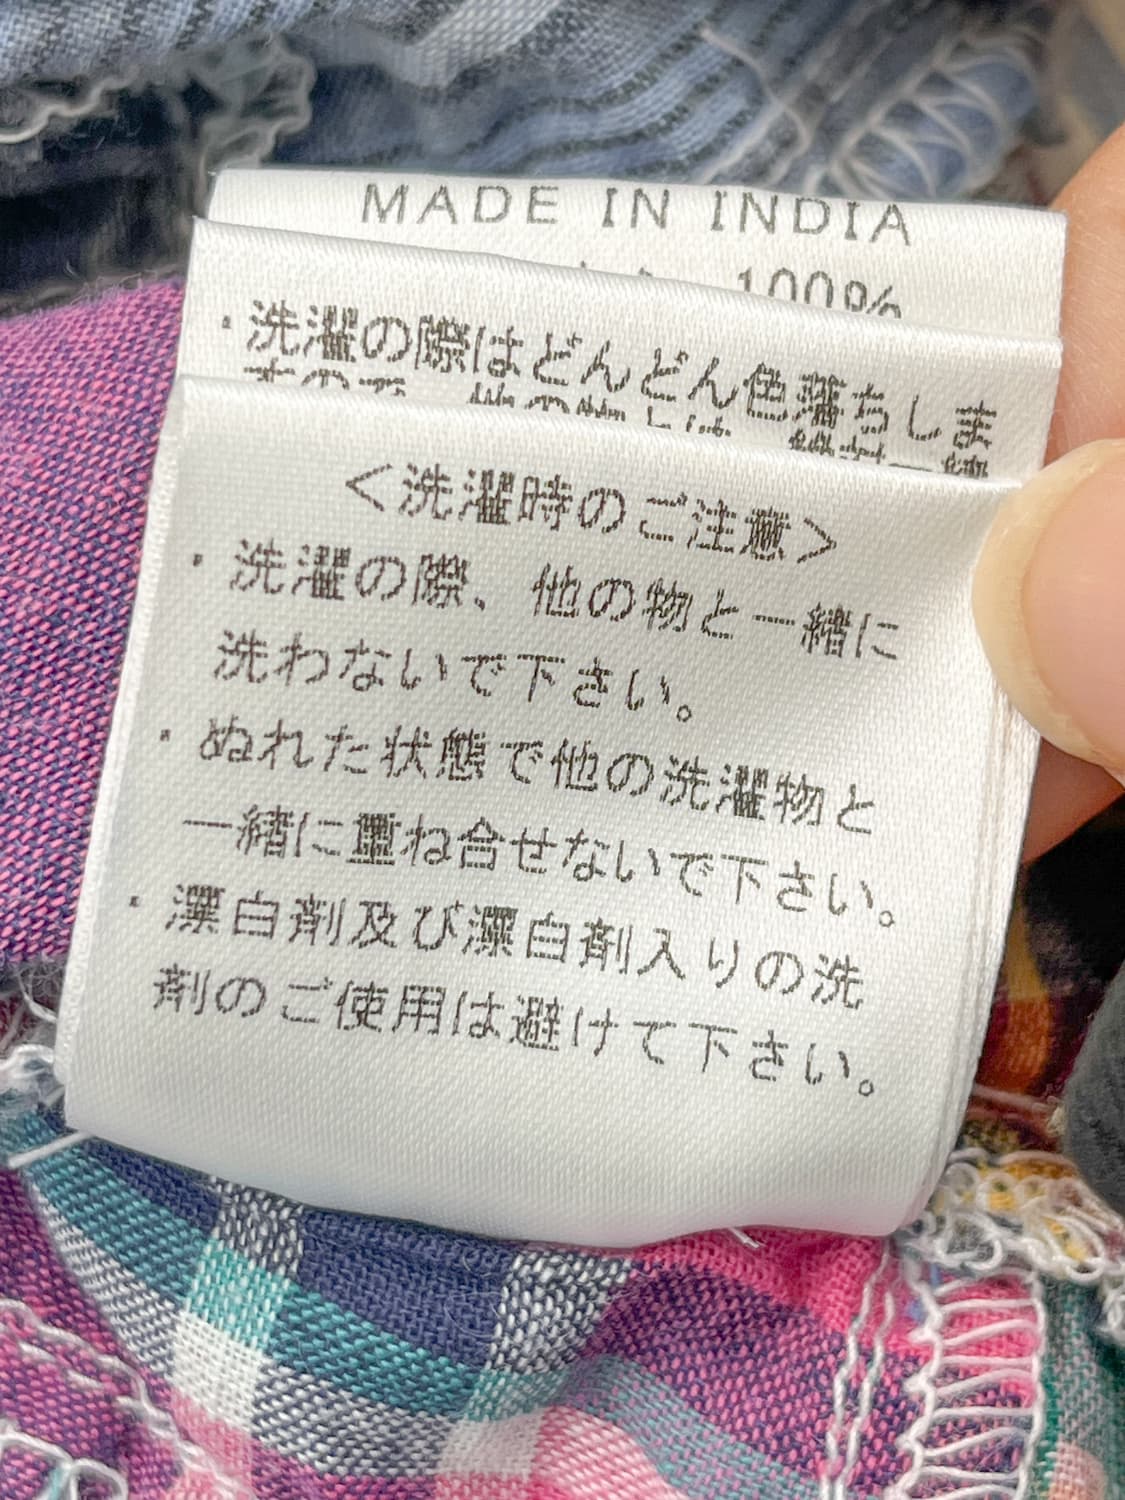 MADE IN INDIA
100%
・洗濯の際はどんどん色落ちしま
<洗濯時のご注意>
・洗濯の際、他の物と一緒に
洗わないで下さい。
・ぬれた状態で他の洗濯物と
一緒に重ね合せないで下さい。
・漂白剤及び漂白剤入りの洗
剤のご使用は避けて下さい。